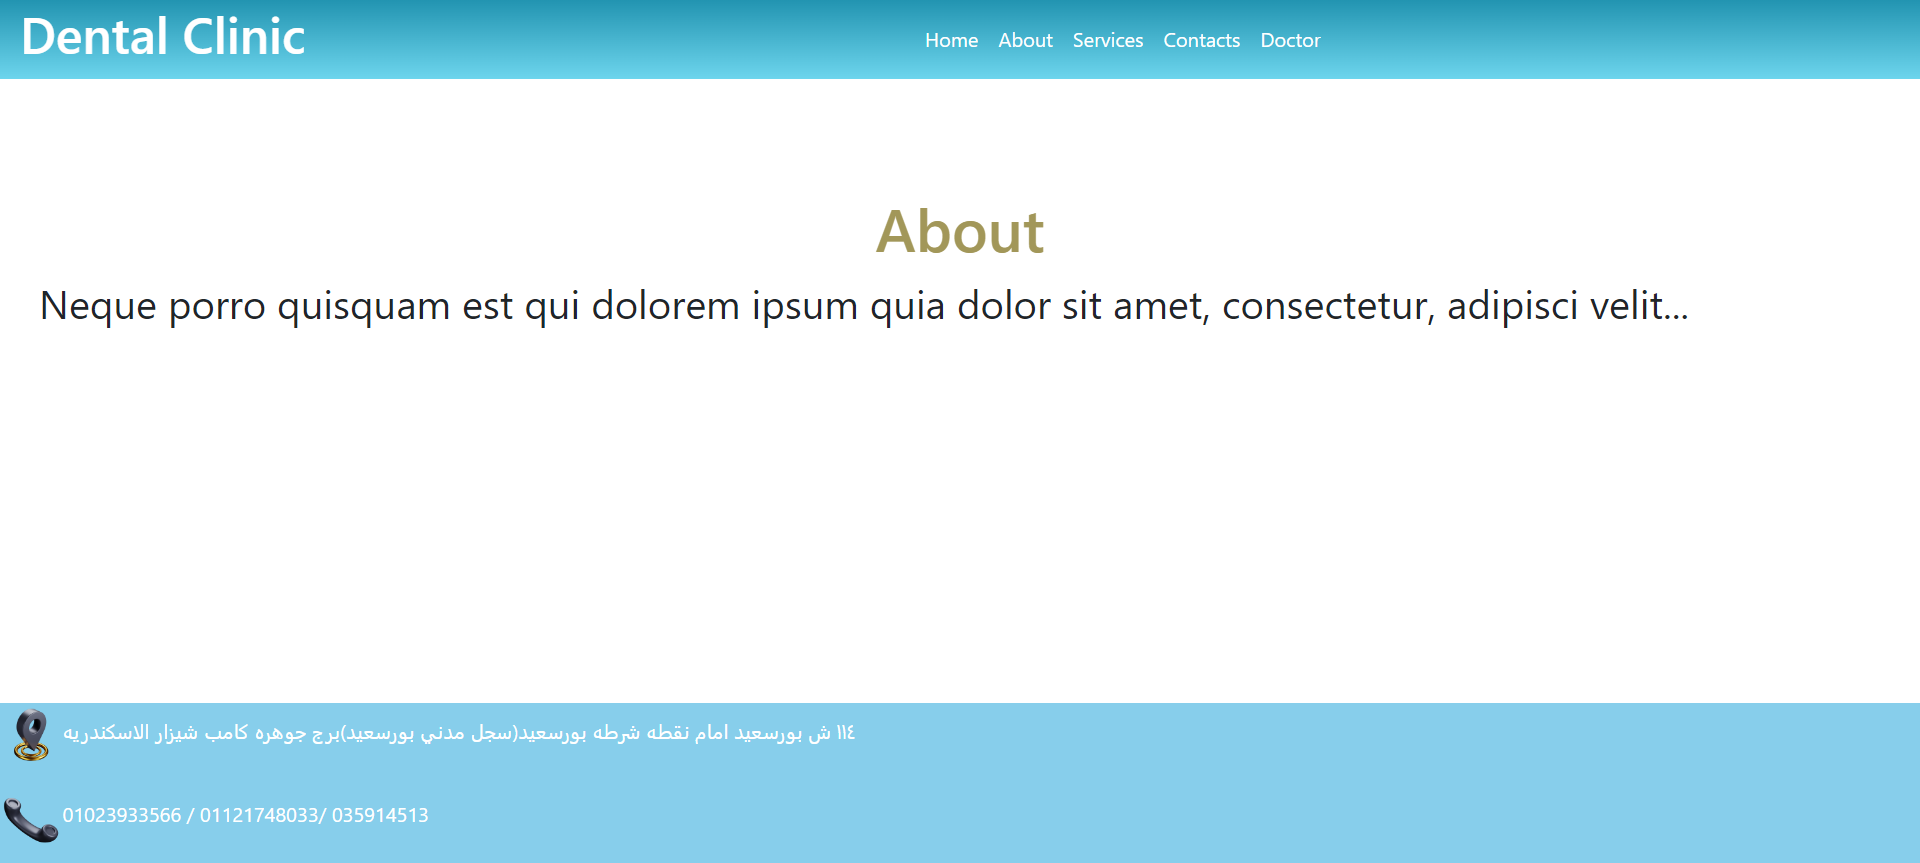 Dental Clinic
Home About Services Contacts Doctor
About
Neque porro quisquam est qui dolorem ipsum quia dolor sit amet, consectetur, adipisci velit...
١١٤ ش بورسعيد امام نقطه شرطه بورسعيد(سجل مدني بورسعيد)برج جوهره كامب شيزار الاسكندريه
01023933566 / 01121748033/ 035914513